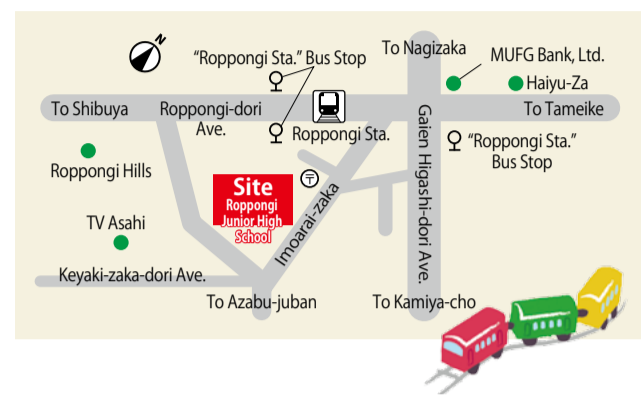 N
To Nagizaka
MUFG Bank, Ltd.
"Roppongi Sta." Bus Stop
Haiyu-Za
To Shibuya
Roppongi-dori
Ave.
To Tameike
Roppongi Sta.
"Roppongi Sta."
Bus Stop
Gaien Higashi-dori Ave.
Roppongi Hills
〒
Site
Roppongi
Junior High
School
Imoarai-zaka
TV Asahi
Keyaki-zaka-dori Ave.
To Azabu-juban
To Kamiya-cho